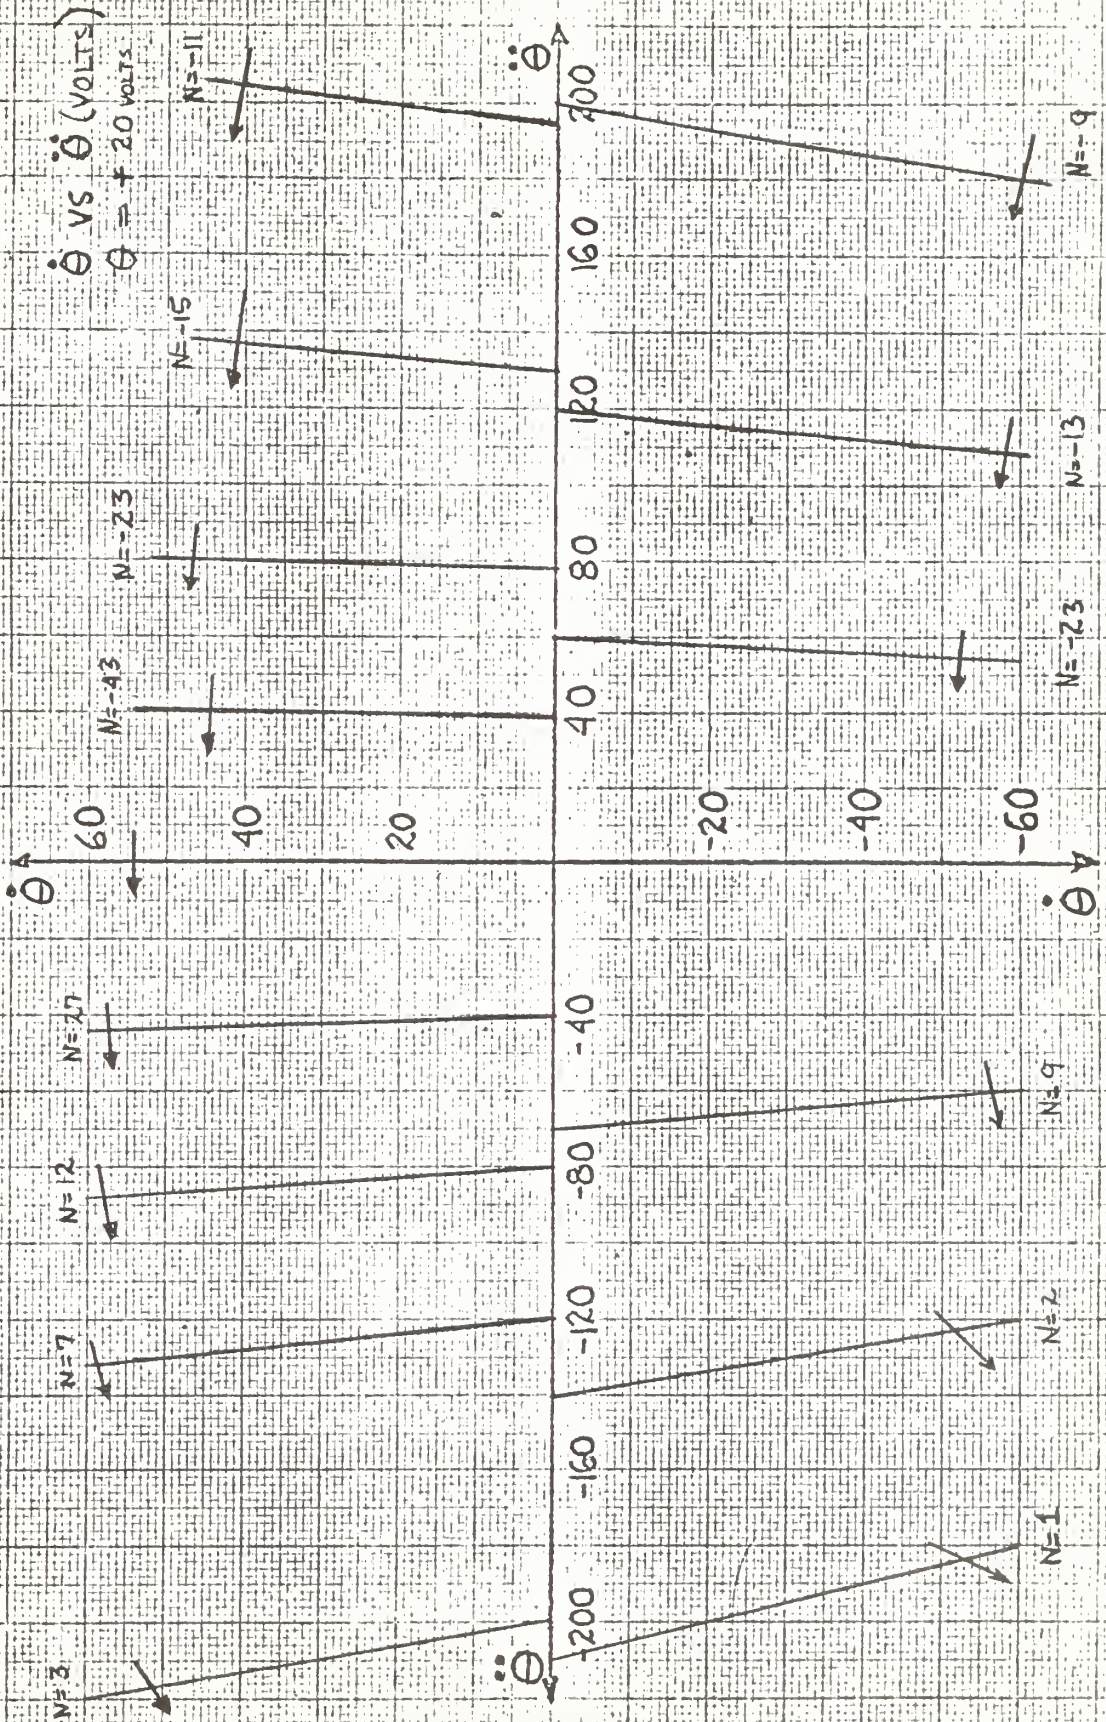 θ̇
θ̇ VS θ̈ (VOLTS)
θ = + 20 VOLTS
N=3
N=7
N=12
N=27
60
N=-43
N=-23
N=-15
N=-11
40
20
θ̈
-200
-160
-120
-80
-40
40
80
120
160
200
θ̈
-20
-40
-60
N=1
N=2
N=9
N=-23
N=-13
N=-9
θ̇